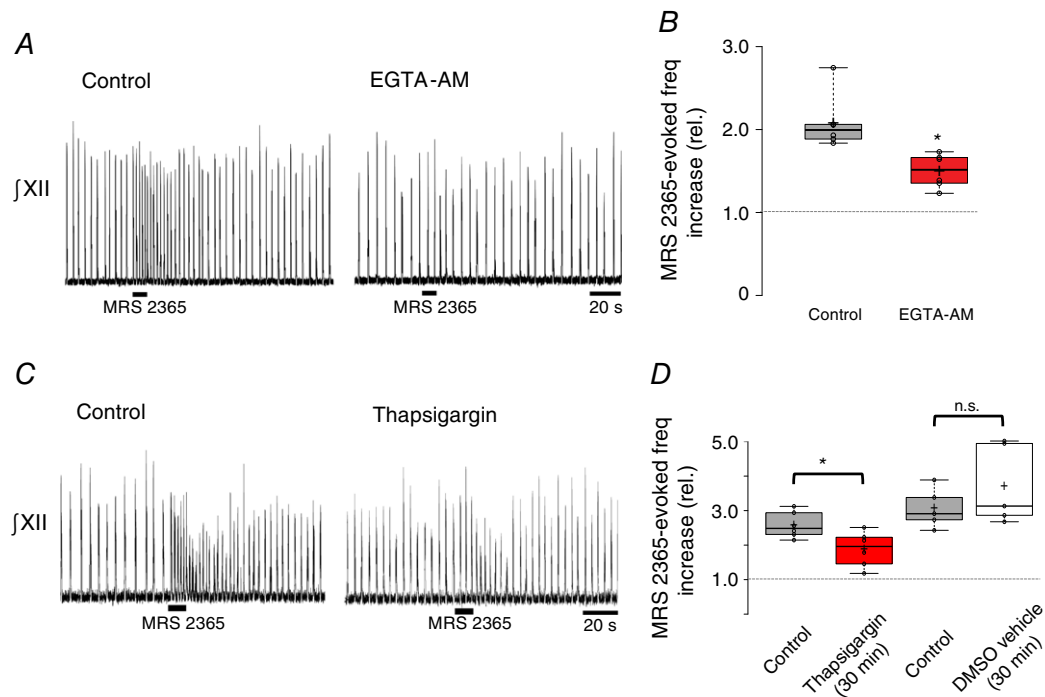 A
Control
EGTA-AM
∫XII
MRS 2365
MRS 2365
20 s
B
MRS 2365-evoked freq
increase (rel.)
3.0
2.0
1.0
0
*
Control
EGTA-AM
C
Control
Thapsigargin
∫XII
MRS 2365
MRS 2365
20 s
D
MRS 2365-evoked freq
increase (rel.)
5.0
3.0
1.0
*
n.s.
Control
Thapsigargin
(30 min)
Control
DMSO vehicle
(30 min)